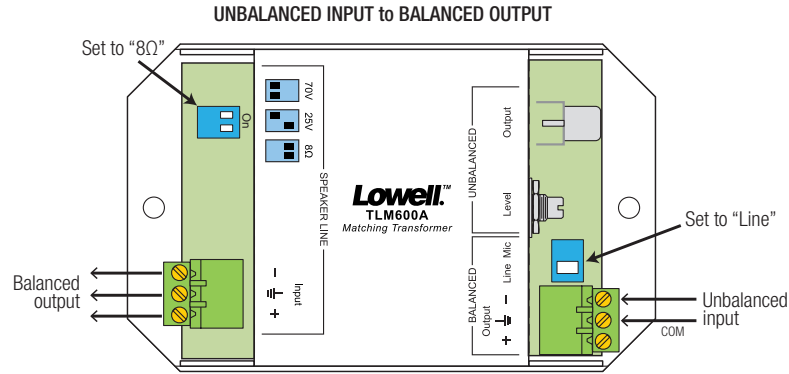 UNBALANCED INPUT to BALANCED OUTPUT
Set to “8Ω”
On
70V
25V
8Ω
SPEAKER LINE
Input
–
+
Lowell.™
TLM600A
Matching Transformer
UNBALANCED
Output
Level
BALANCED
Output
Line Mic
–
+
Set to “Line”
Balanced
output
Unbalanced
input
COM